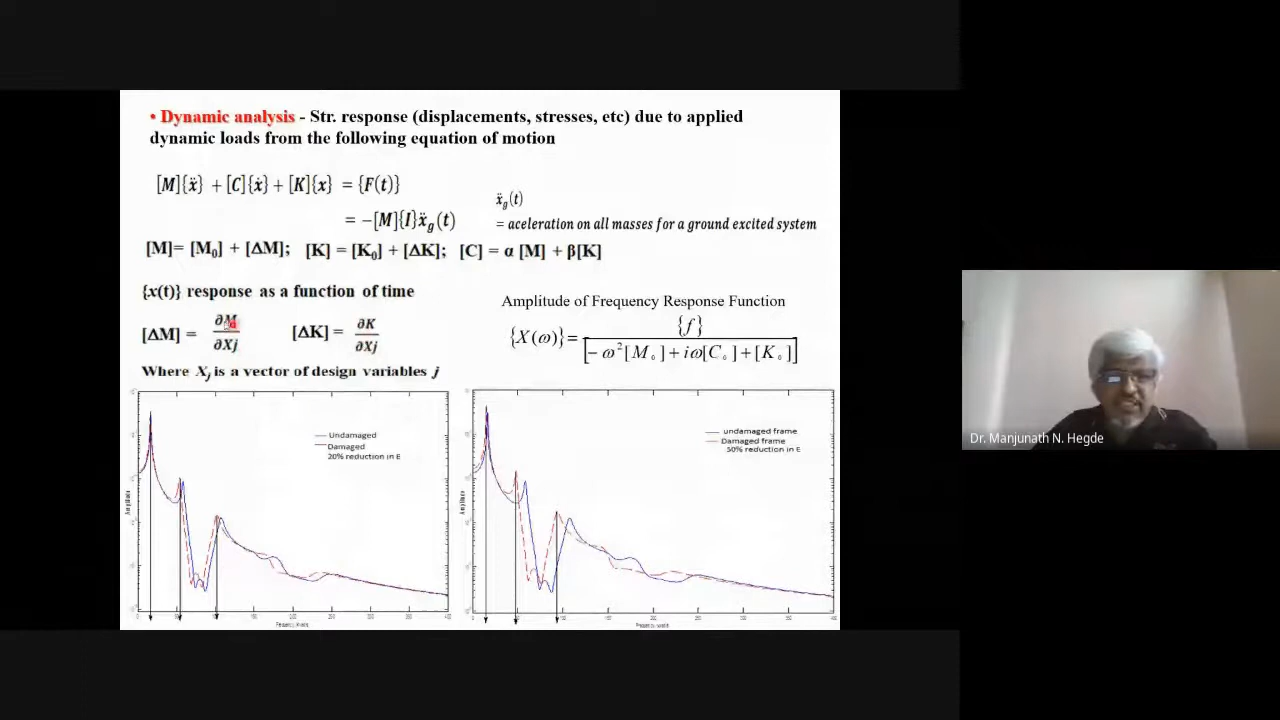 • Dynamic analysis - Str. response (displacements, stresses, etc) due to applied
dynamic loads from the following equation of motion
[M]{ẍ} + [C]{ẋ} + [K]{x} = {F(t)}
= −[M]{I}ẍg(t)
ẍg(t)
= aceleration on all masses for a ground excited system
[M]= [M₀] + [ΔM]; [K] = [K₀] + [ΔK]; [C] = α [M] + β[K]
{x(t)} response as a function of time
[ΔM] = ∂M/∂Xj [ΔK] = ∂K/∂Xj
Where Xj is a vector of design variables j
Amplitude of Frequency Response Function
{X(ω)} = {f} / [− ω²[M₀] + iω[C₀] + [K₀]]
Undamaged
Damaged
20% reduction in E
Amplitude
undamaged frame
Damaged frame
50% reduction in E
Amplitude
Dr. Manjunath N. Hegde